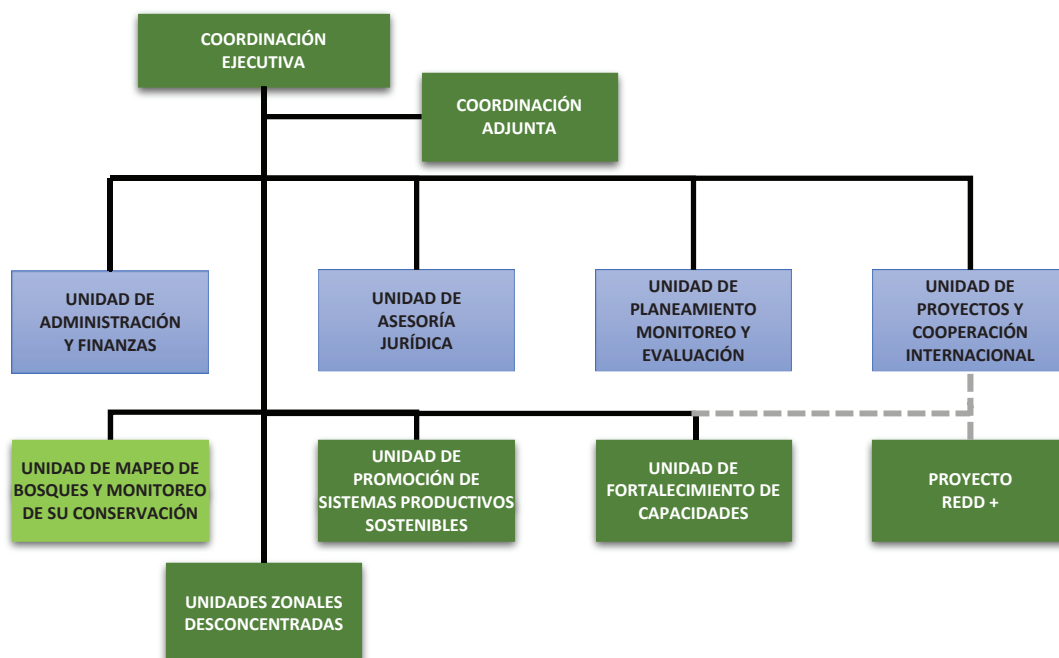 COORDINACIÓN
EJECUTIVA
COORDINACIÓN
ADJUNTA
UNIDAD DE
ADMINISTRACIÓN
Y FINANZAS
UNIDAD DE
ASESORÍA
JURÍDICA
UNIDAD DE
PLANEAMIENTO
MONITOREO Y
EVALUACIÓN
UNIDAD DE
PROYECTOS Y
COOPERACIÓN
INTERNACIONAL
UNIDAD DE MAPEO DE
BOSQUES Y MONITOREO
DE SU CONSERVACIÓN
UNIDAD DE
PROMOCIÓN DE
SISTEMAS PRODUCTIVOS
SOSTENIBLES
UNIDAD DE
FORTALECIMIENTO DE
CAPACIDADES
PROYECTO
REDD +
UNIDADES ZONALES
DESCONCENTRADAS